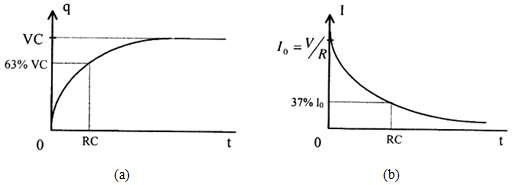 q
VC
63% VC
0
RC
t
(a)
I
I₀ = V/R
37% I₀
0
RC
t
(b)